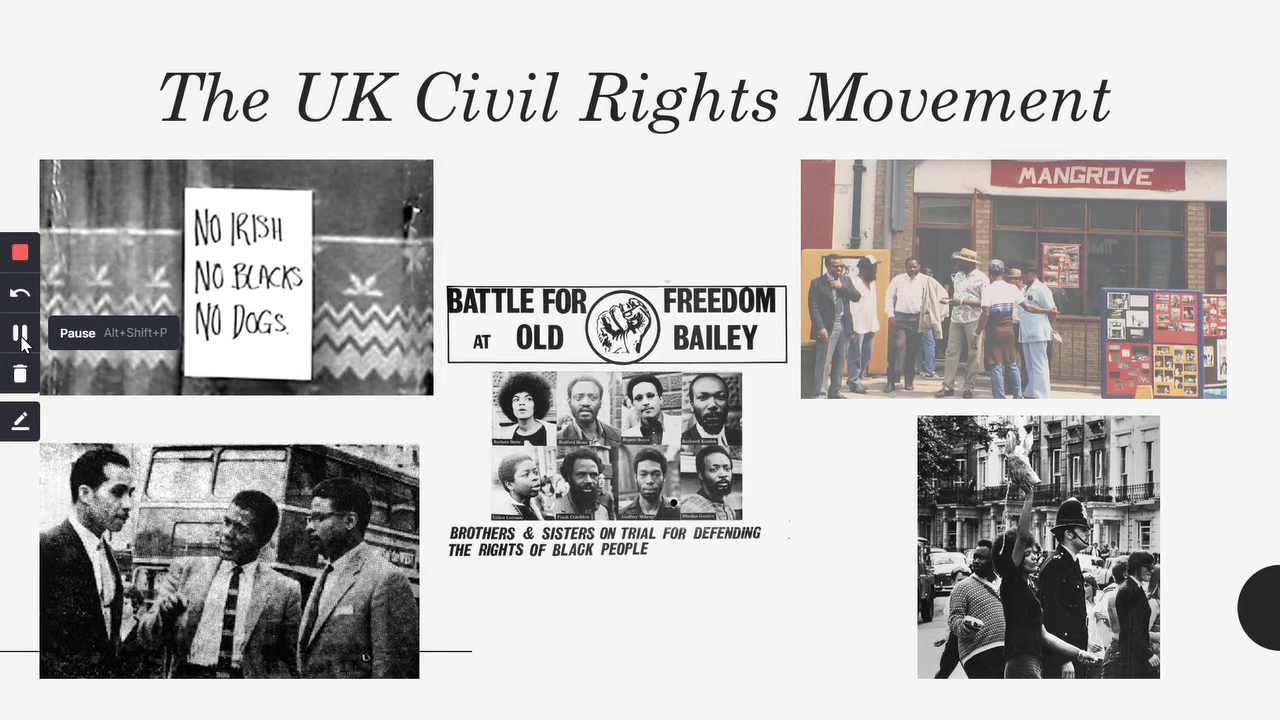 The UK Civil Rights Movement
NO IRISH
NO BLACKS
NO DOGS.
Pause Alt+Shift+P
BATTLE FOR FREEDOM
AT OLD BAILEY
BROTHERS & SISTERS ON TRIAL FOR DEFENDING
THE RIGHTS OF BLACK PEOPLE
MANGROVE